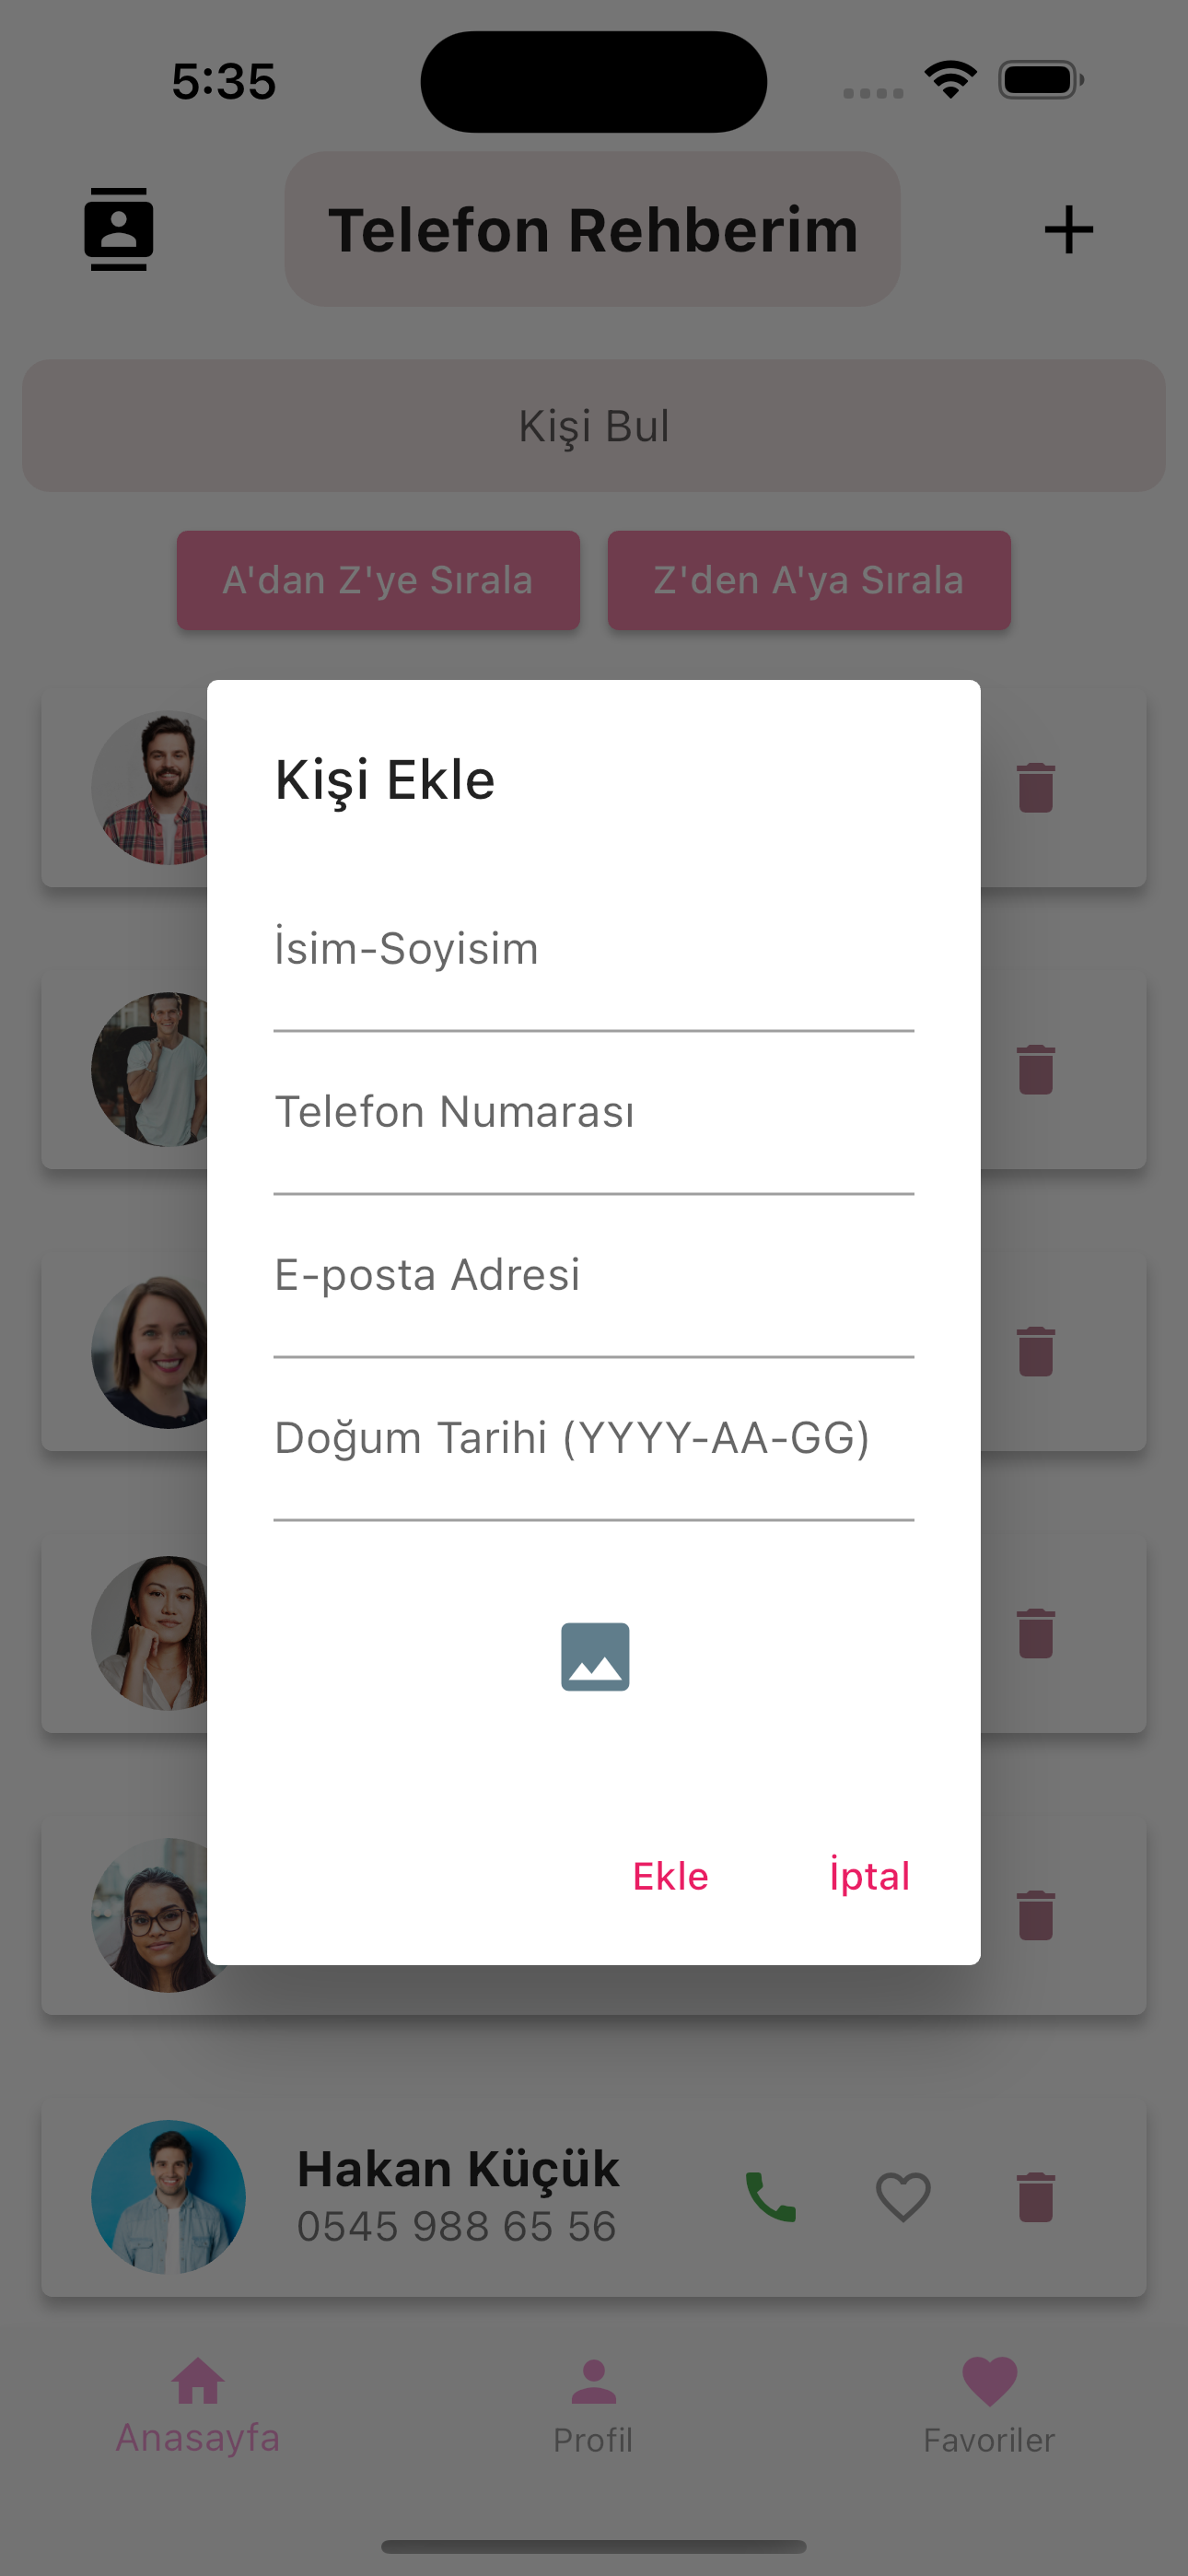 5:35
Telefon Rehberim
Kişi Bul
A'dan Z'ye Sırala
Z'den A'ya Sırala
Kişi Ekle
İsim-Soyisim
Telefon Numarası
E-posta Adresi
Doğum Tarihi (YYYY-AA-GG)
Ekle
İptal
Hakan Küçük
0545 988 65 56
Anasayfa
Profil
Favoriler